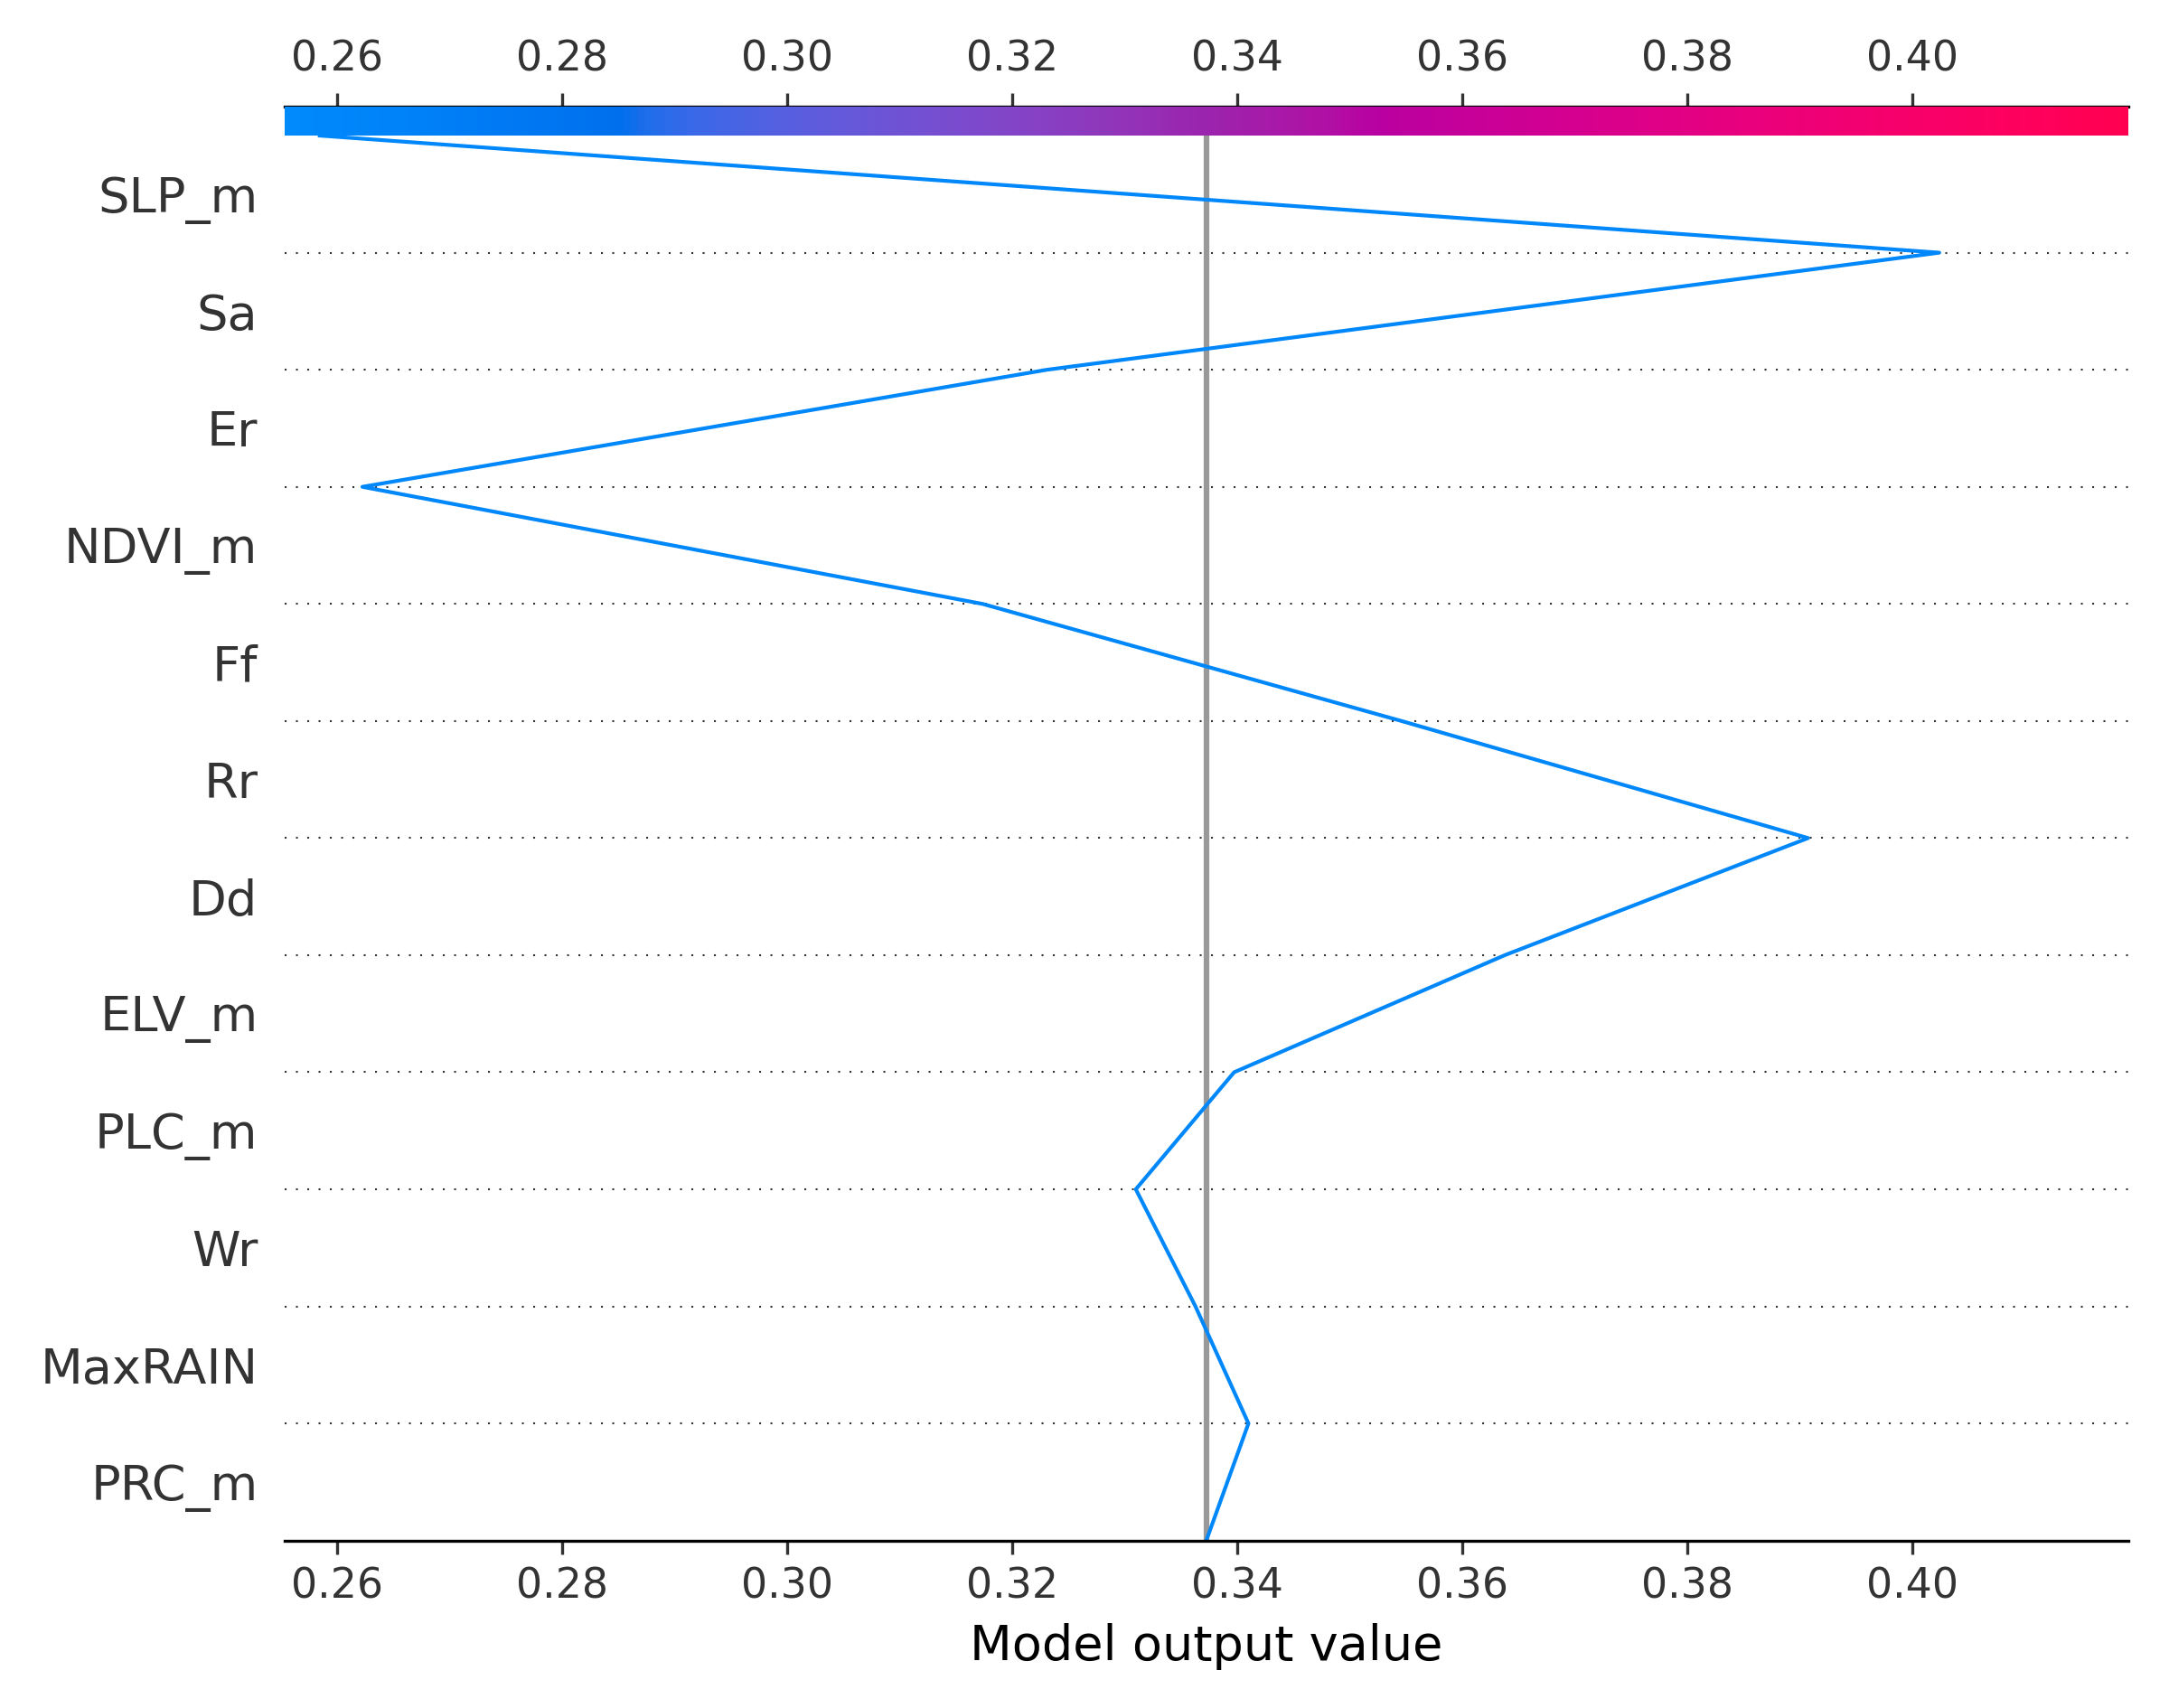 0.26 0.28 0.30 0.32 0.34 0.36 0.38 0.40
SLP_m
Sa
Er
NDVI_m
Ff
Rr
Dd
ELV_m
PLC_m
Wr
MaxRAIN
PRC_m
0.26 0.28 0.30 0.32 0.34 0.36 0.38 0.40
Model output value